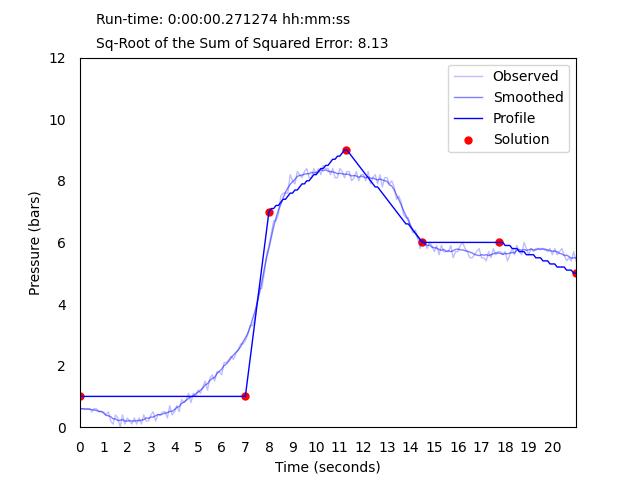 Run-time: 0:00:00.271274 hh:mm:ss
Sq-Root of the Sum of Squared Error: 8.13
12
10
8
6
4
2
0
Pressure (bars)
Observed
Smoothed
Profile
Solution
0 1 2 3 4 5 6 7 8 9 10 11 12 13 14 15 16 17 18 19 20
Time (seconds)